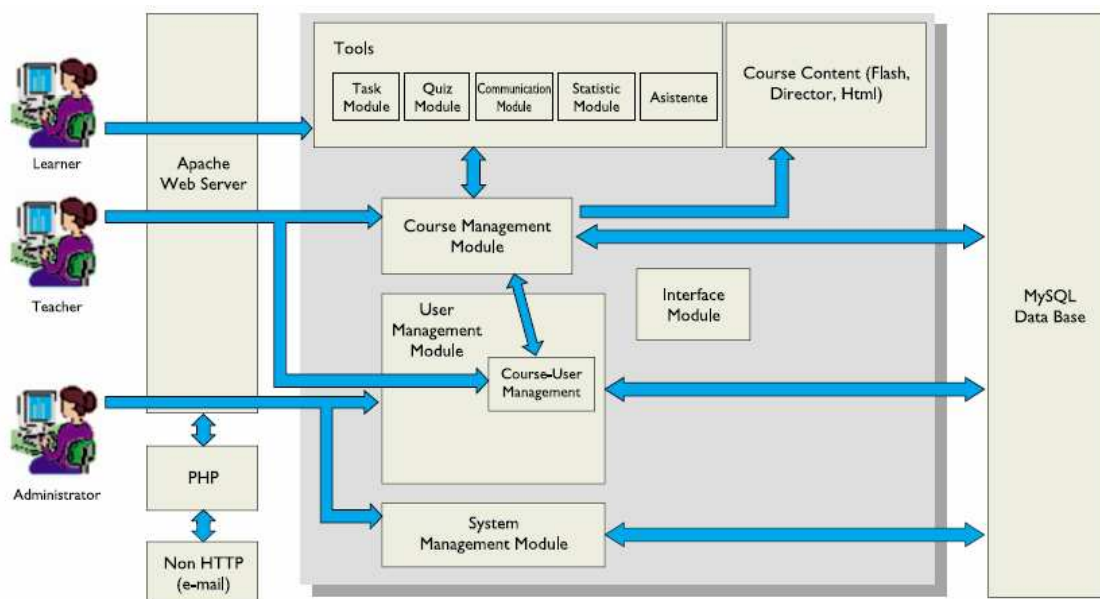 Learner
Teacher
Administrator
Apache
Web Server
PHP
Non HTTP
(e-mail)
Tools
Task
Module
Quiz
Module
Communication
Module
Statistic
Module
Asistente
Course Content (Flash,
Director, Html)
Course Management
Module
User
Management
Module
Course-User
Management
Interface
Module
System
Management Module
MySQL
Data Base